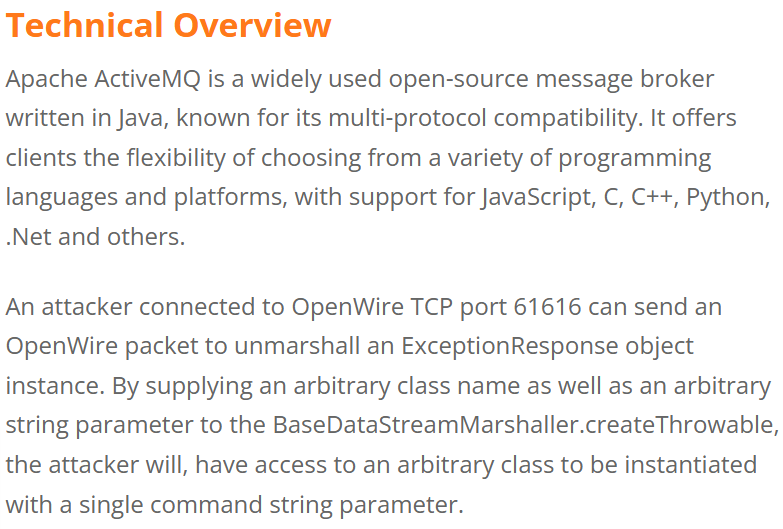 Technical Overview
Apache ActiveMQ is a widely used open-source message broker
written in Java, known for its multi-protocol compatibility. It offers
clients the flexibility of choosing from a variety of programming
languages and platforms, with support for JavaScript, C, C++, Python,
.Net and others.
An attacker connected to OpenWire TCP port 61616 can send an
OpenWire packet to unmarshall an ExceptionResponse object
instance. By supplying an arbitrary class name as well as an arbitrary
string parameter to the BaseDataStreamMarshaller.createThrowable,
the attacker will, have access to an arbitrary class to be instantiated
with a single command string parameter.